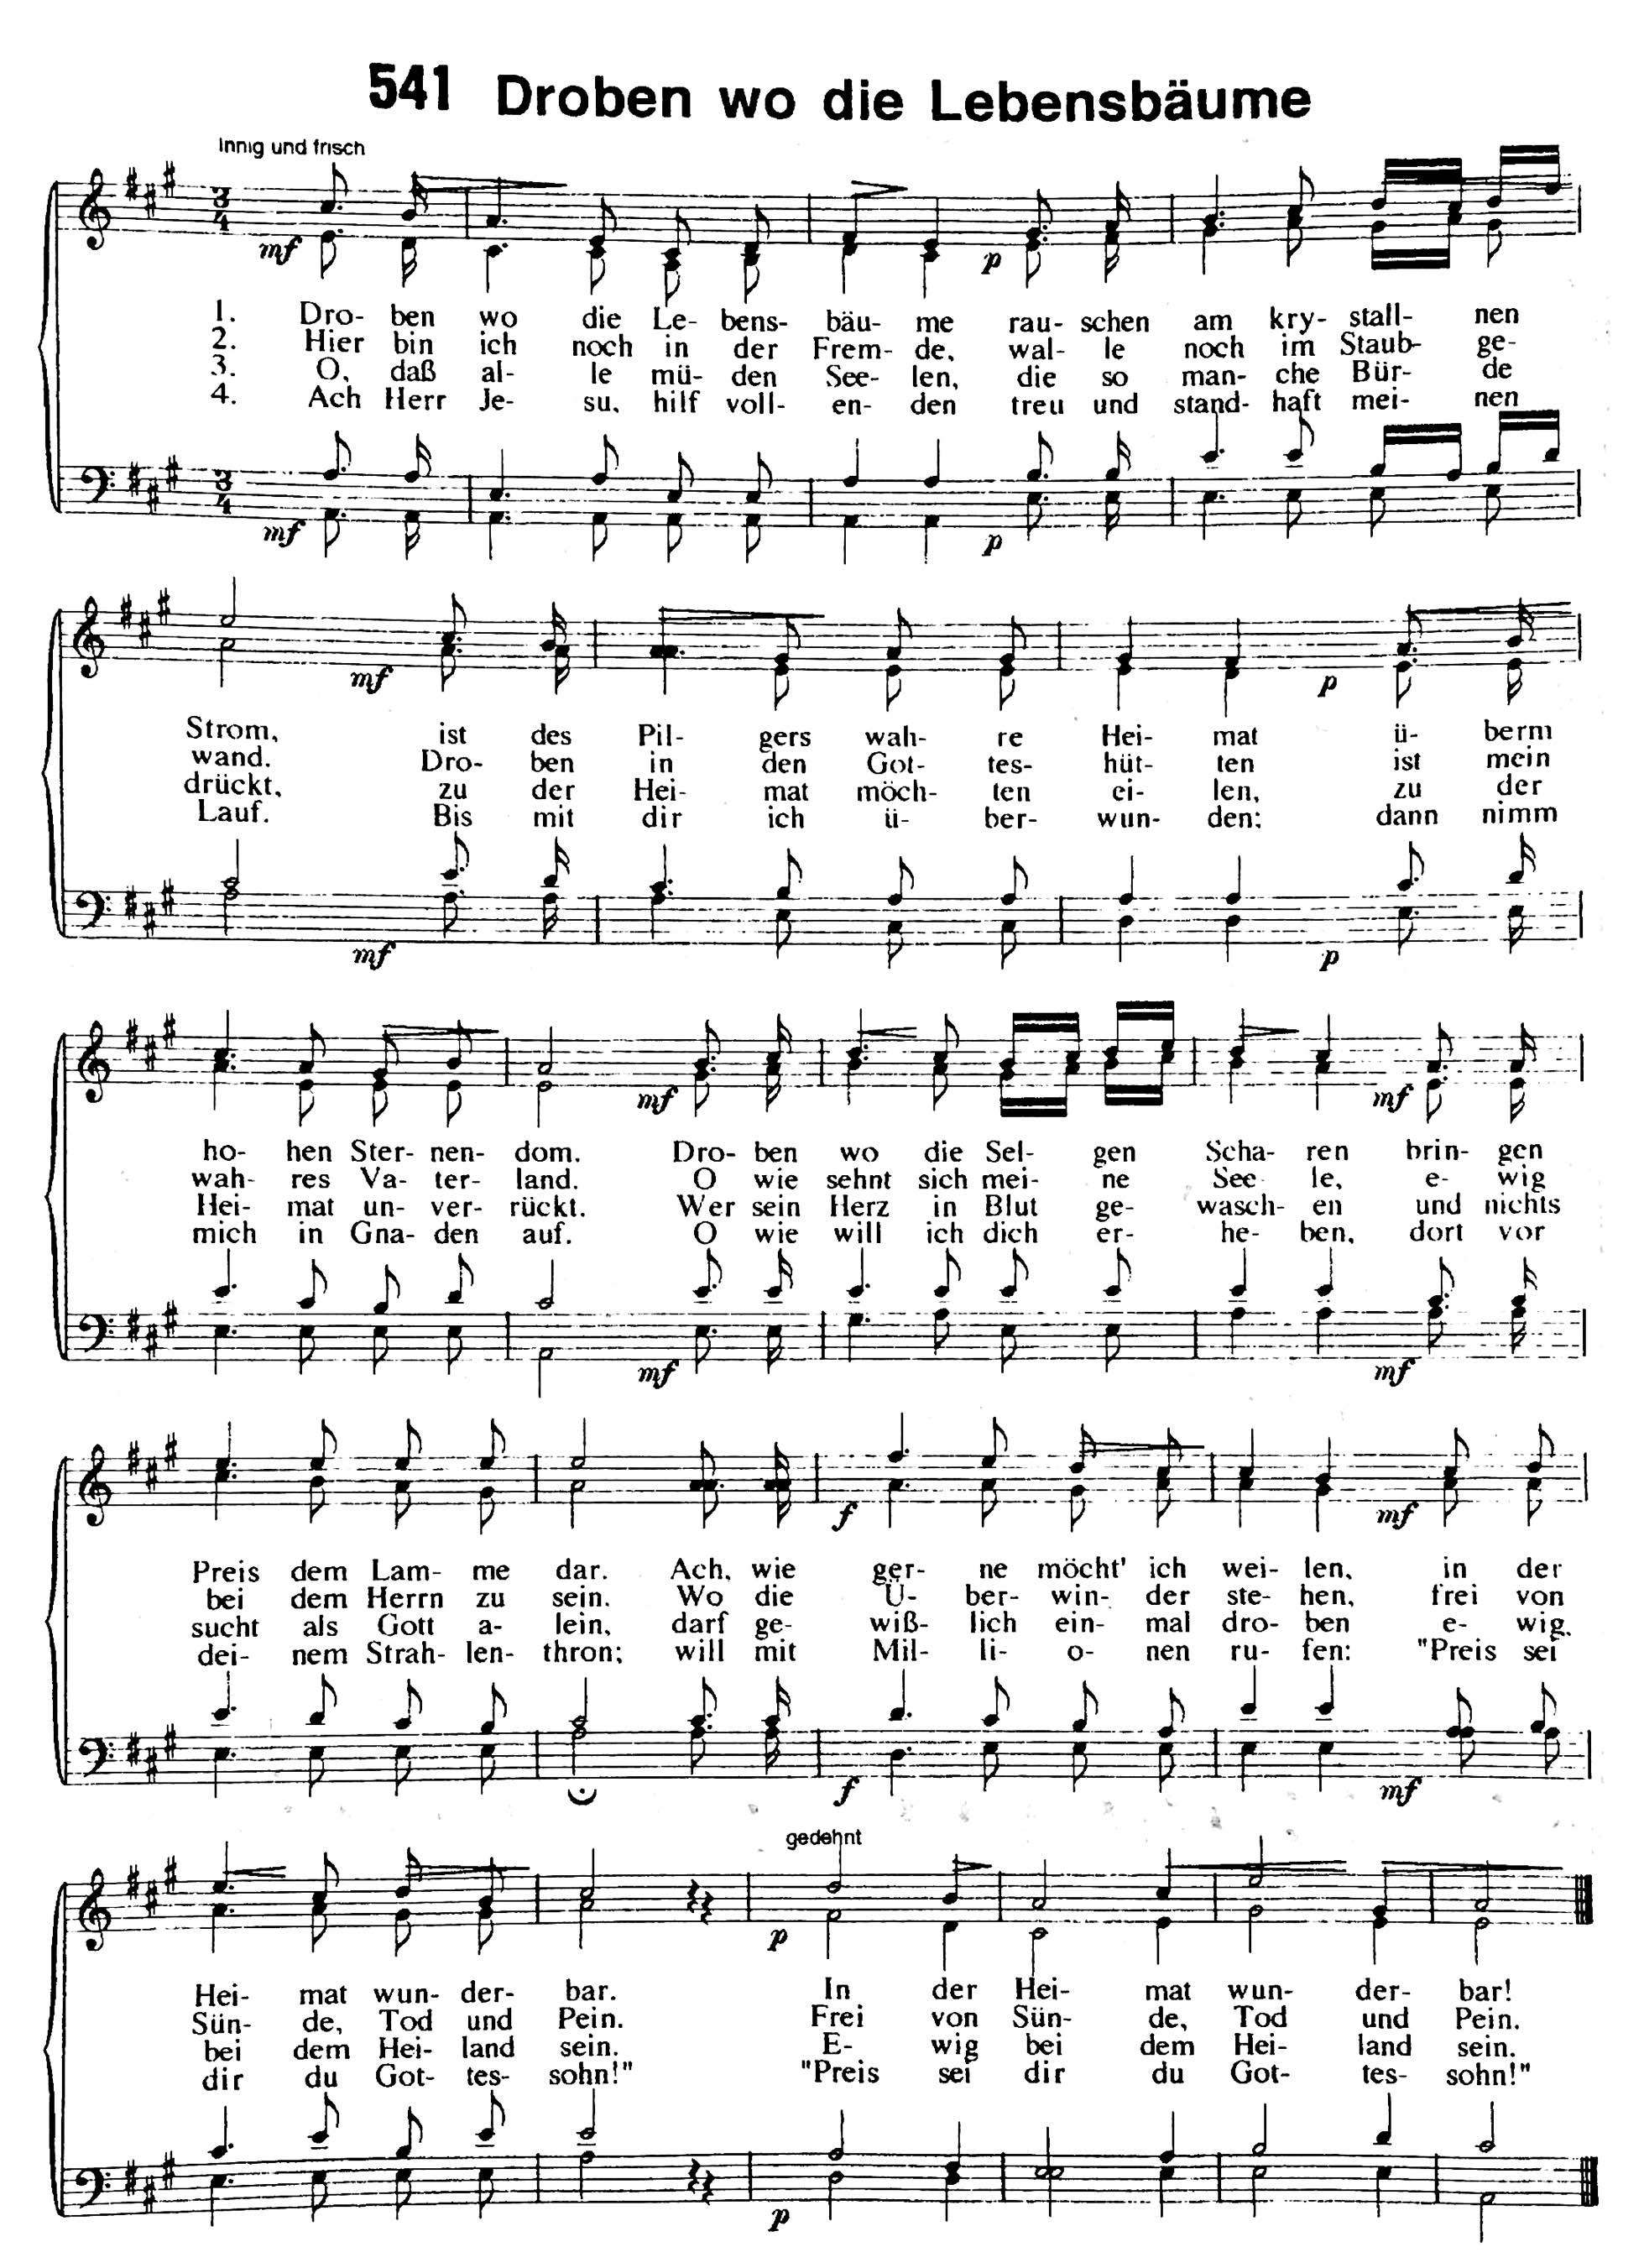 541 Droben wo die Lebensbäume
Innig und frisch
3
4
mf
p
1. Dro- ben wo die Le- bens- bäu- me rau- schen am kry- stall- nen
2. Hier bin ich noch in der Frem- de, wal- le noch im Staub- ge-
3. O, daß al- le mü- den See- len, die so man- che Bür- de
4. Ach Herr Je- su, hilf voll- en- den treu und stand- haft mei- nen
3
4
mf
p
mf
p
Strom, ist des Pil- gers wah- re Hei- mat ü- berm
wand. Dro- ben in den Got- tes- hüt- ten ist mein
drückt, zu der Hei- mat möch- ten ei- len, zu der
Lauf. Bis mit dir ich ü- ber- wun- den; dann nimm
mf
p
mf
mf
ho- hen Ster- nen- dom. Dro- ben wo die Sel- gen Scha- ren brin- gen
wah- res Va- ter- land. O wie sehnt sich mei- ne See- le, e- wig
Hei- mat un- ver- rückt. Wer sein Herz in Blut ge- wasch- en und nichts
mich in Gna- den auf. O wie will ich dich er- he- ben, dort vor
mf
mf
f
mf
Preis dem Lam- me dar. Ach, wie ger- ne möcht' ich wei- len, in der
bei dem Herrn zu sein. Wo die Ü- ber- win- der ste- hen, frei von
sucht als Gott a- lein, darf ge- wiß- lich ein- mal dro- ben e- wig
dei- nem Strah- len- thron; will mit Mil- li- o- nen ru- fen: "Preis sei
f
mf
gedehnt
p
Hei- mat wun- der- bar. In der Hei- mat wun- der- bar!
Sün- de, Tod und Pein. Frei von Sün- de, Tod und Pein.
bei dem Hei- land sein. E- wig bei dem Hei- land sein.
dir du Got- tes- sohn!" "Preis sei dir du Got- tes- sohn!"
p